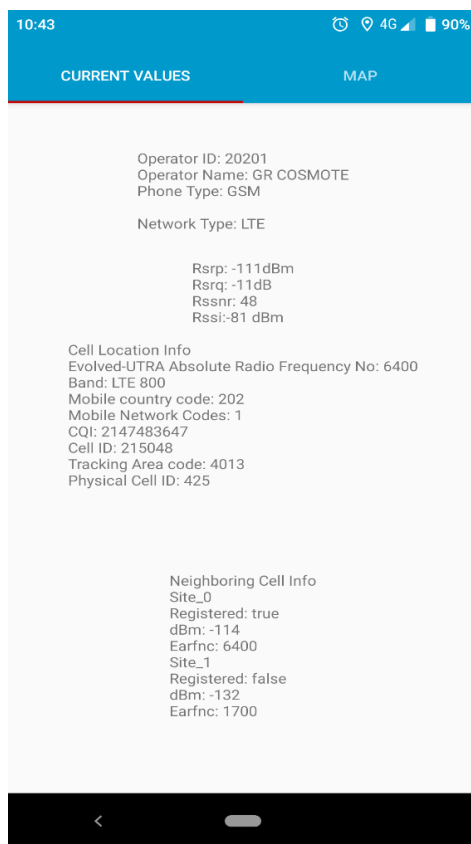 10:43 4G 90%
CURRENT VALUES MAP
Operator ID: 20201
Operator Name: GR COSMOTE
Phone Type: GSM
Network Type: LTE
Rsrp: -111dBm
Rsrq: -11dB
Rssnr: 48
Rssi:-81 dBm
Cell Location Info
Evolved-UTRA Absolute Radio Frequency No: 6400
Band: LTE 800
Mobile country code: 202
Mobile Network Codes: 1
CQI: 2147483647
Cell ID: 215048
Tracking Area code: 4013
Physical Cell ID: 425
Neighboring Cell Info
Site_0
Registered: true
dBm: -114
Earfnc: 6400
Site_1
Registered: false
dBm: -132
Earfnc: 1700